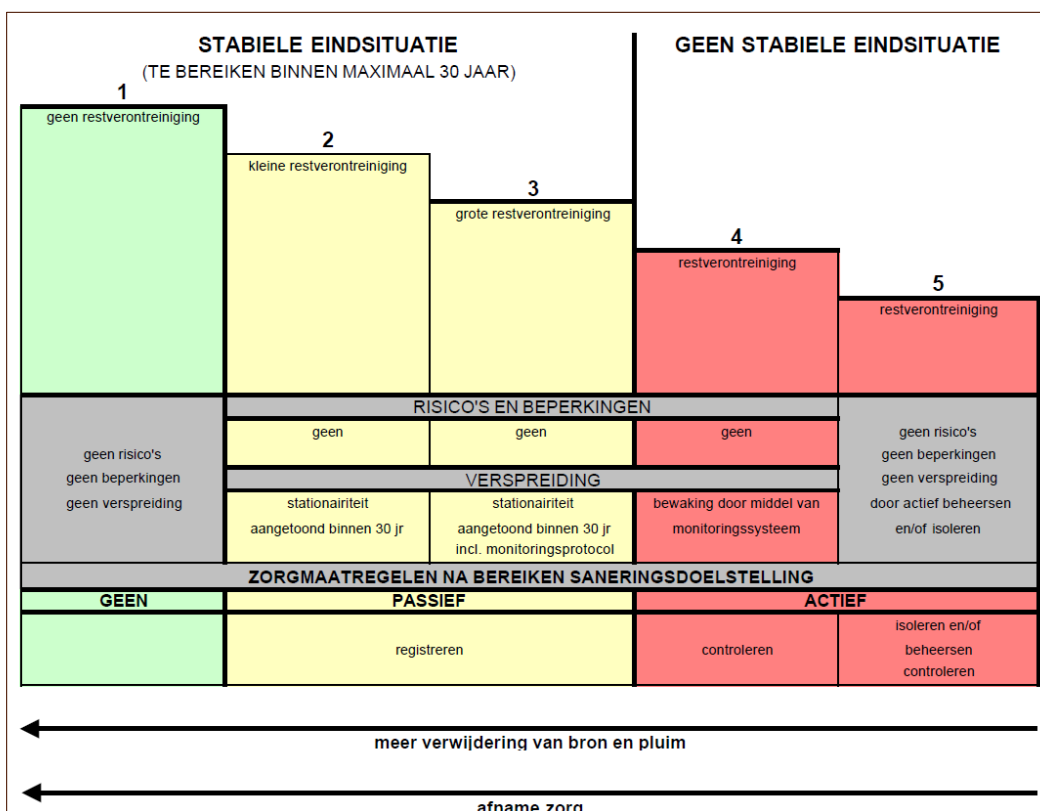 STABIELE EINDSITUATIE
(TE BEREIKEN BINNEN MAXIMAAL 30 JAAR)
GEEN STABIELE EINDSITUATIE
1
geen restverontreiniging
2
kleine restverontreiniging
3
grote restverontreiniging
4
restverontreiniging
5
restverontreiniging
RISICO'S EN BEPERKINGEN
geen risico's
geen beperkingen
geen verspreiding
geen
geen
geen
geen risico's
geen beperkingen
geen verspreiding
door actief beheersen
en/of isoleren
VERSPREIDING
stationairiteit
aangetoond binnen 30 jr
stationairiteit
aangetoond binnen 30 jr
incl. monitoringsprotocol
bewaking door middel van
monitoringssysteem
ZORGMAATREGELEN NA BEREIKEN SANERINGSDOELSTELLING
GEEN
PASSIEF
ACTIEF
registreren
controleren
isoleren en/of
beheersen
controleren
meer verwijdering van bron en pluim
afname zorg